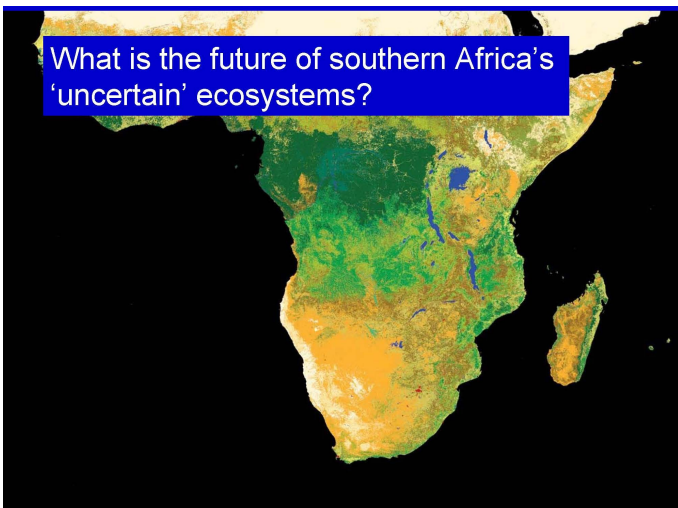 What is the future of southern Africa’s
‘uncertain’ ecosystems?